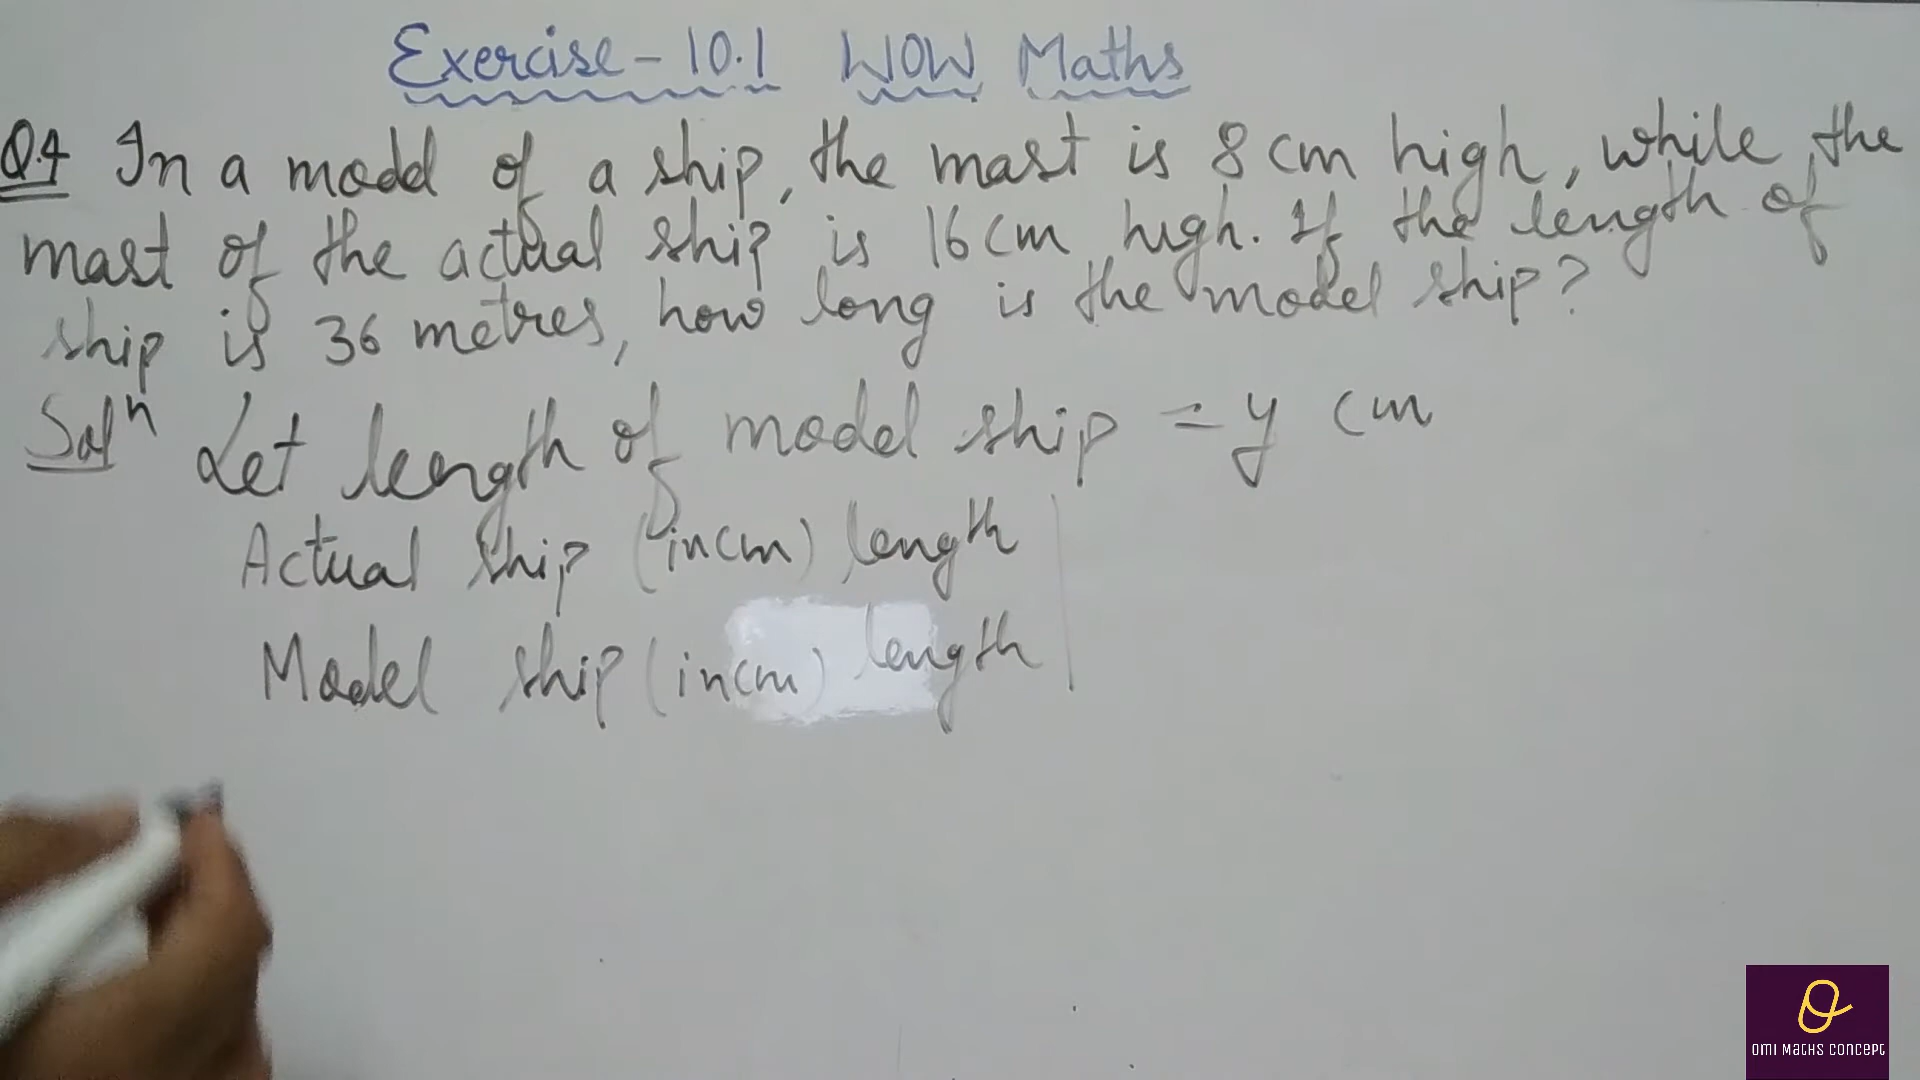 Exercise - 10.1 WOW Maths
Q.4 In a model of a ship, the mast is 8 cm high, while the
mast of the actual ship is 16 cm high. If the length of
ship is 36 metres, how long is the model ship?
Solⁿ Let length of model ship = y cm
Actual ship (in cm) length
Model ship (in cm) length
OMI MATHS CONCEPT